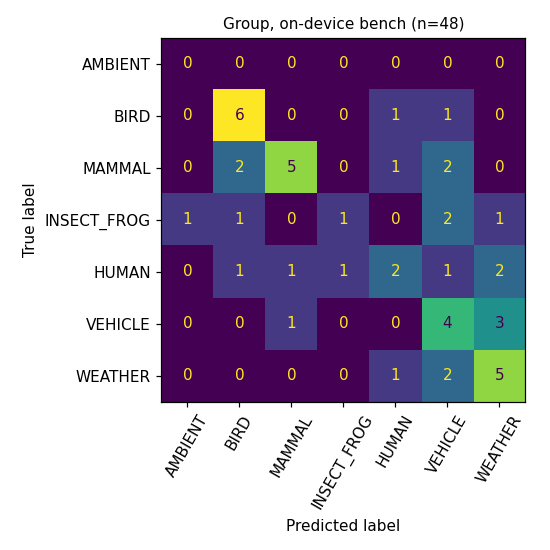 Group, on-device bench (n=48)
AMBIENT 0 0 0 0 0 0 0
BIRD 0 6 0 0 1 1 0
MAMMAL 0 2 5 0 1 2 0
INSECT_FROG 1 1 0 1 0 2 1
HUMAN 0 1 1 1 2 1 2
VEHICLE 0 0 1 0 0 4 3
WEATHER 0 0 0 0 1 2 5
True label
AMBIENT BIRD MAMMAL INSECT_FROG HUMAN VEHICLE WEATHER
Predicted label